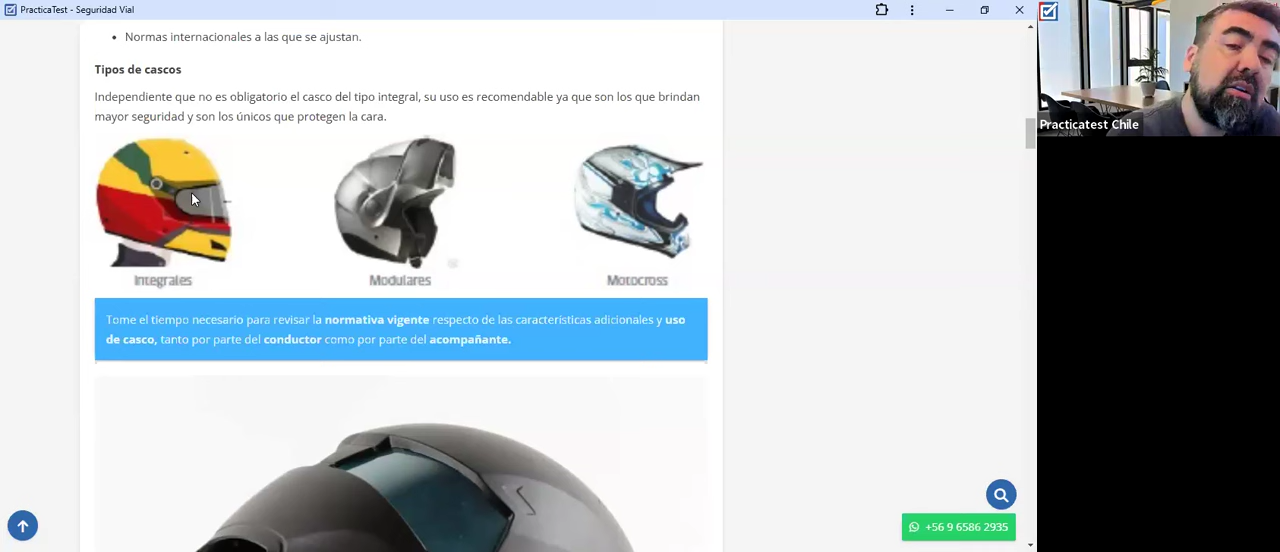 PracticaTest - Seguridad Vial
Normas internacionales a las que se ajustan.
Tipos de cascos
Independiente que no es obligatorio el casco del tipo integral, su uso es recomendable ya que son los que brindan
mayor seguridad y son los únicos que protegen la cara.
Integrales
Modulares
Motocross
Tome el tiempo necesario para revisar la normativa vigente respecto de las características adicionales y uso
de casco, tanto por parte del conductor como por parte del acompañante.
+56 9 6586 2935
Practicatest Chile